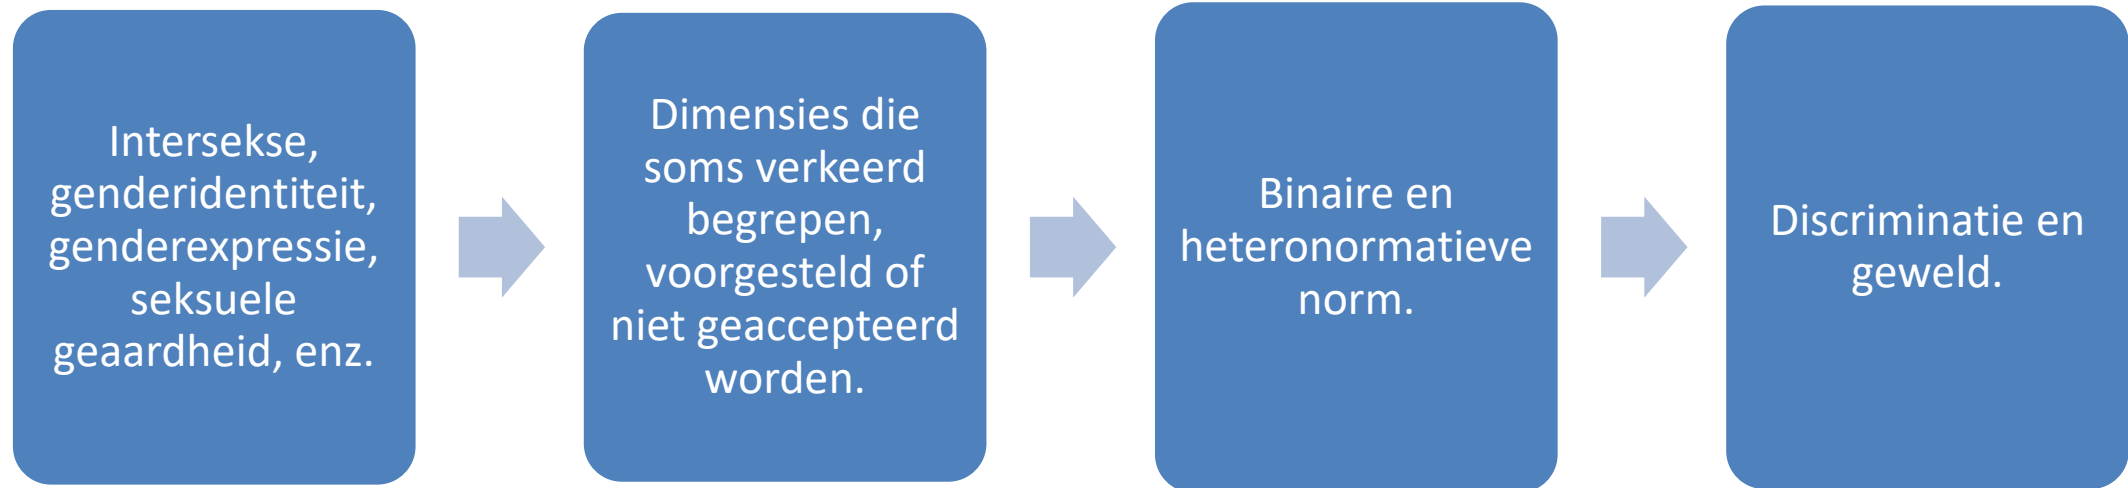 Intersekse,
genderidentiteit,
genderexpressie,
seksuele
geaardheid, enz.
Dimensies die
soms verkeerd
begrepen,
voorgesteld of
niet geaccepteerd
worden.
Binaire en
heteronormatieve
norm.
Discriminatie en
geweld.